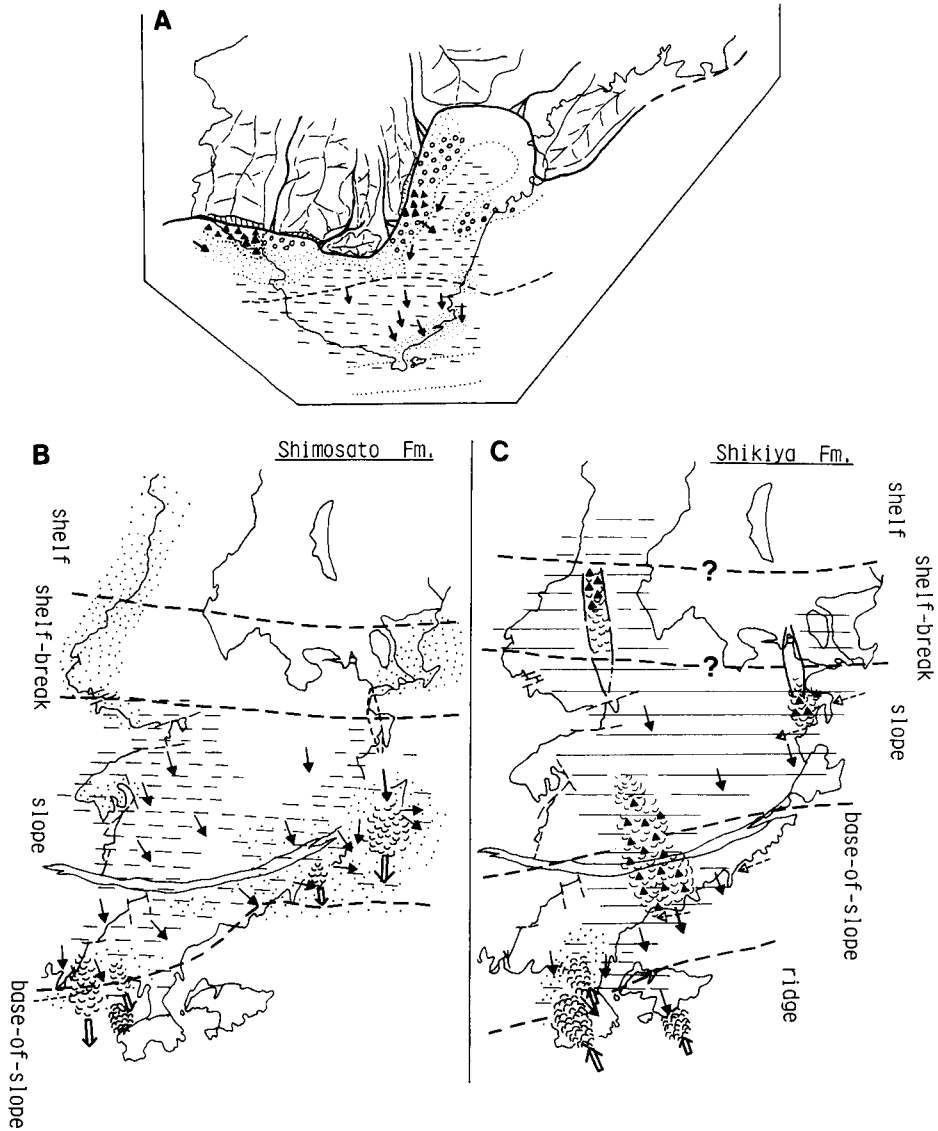 A
B
Shimosato Fm.
shelf
shelf-break
slope
base-of-slope
C
Shikiya Fm.
?
?
shelf
shelf-break
slope
base-of-slope
ridge